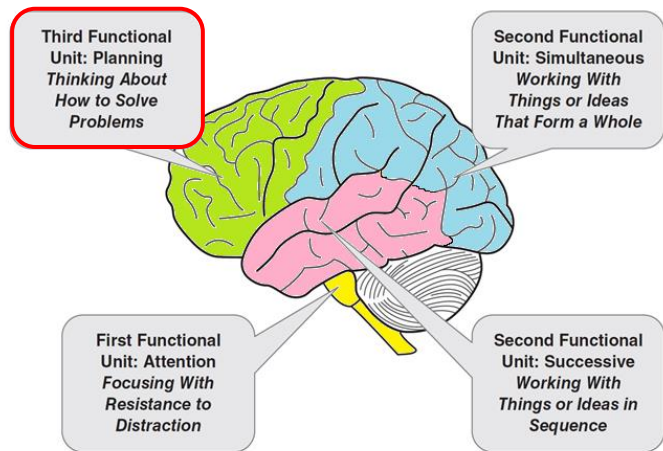 Third Functional
Unit: Planning
Thinking About
How to Solve
Problems
Second Functional
Unit: Simultaneous
Working With
Things or Ideas
That Form a Whole
First Functional
Unit: Attention
Focusing With
Resistance to
Distraction
Second Functional
Unit: Successive
Working With
Things or Ideas in
Sequence